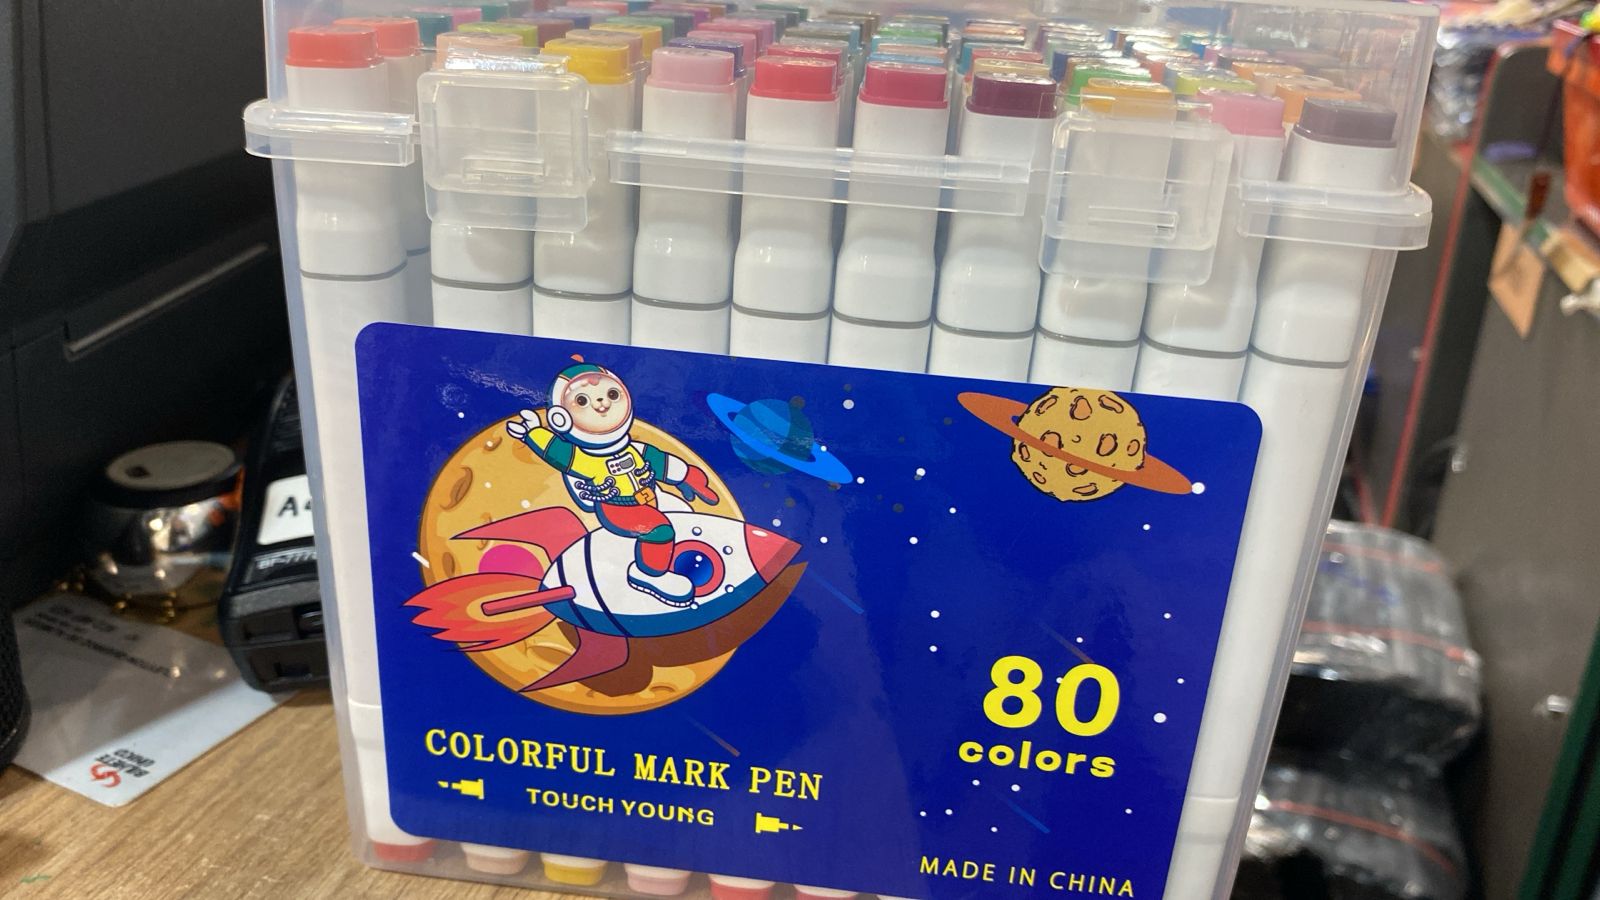 COLORFUL MARK PEN
TOUCH YOUNG
80
colors
MADE IN CHINA